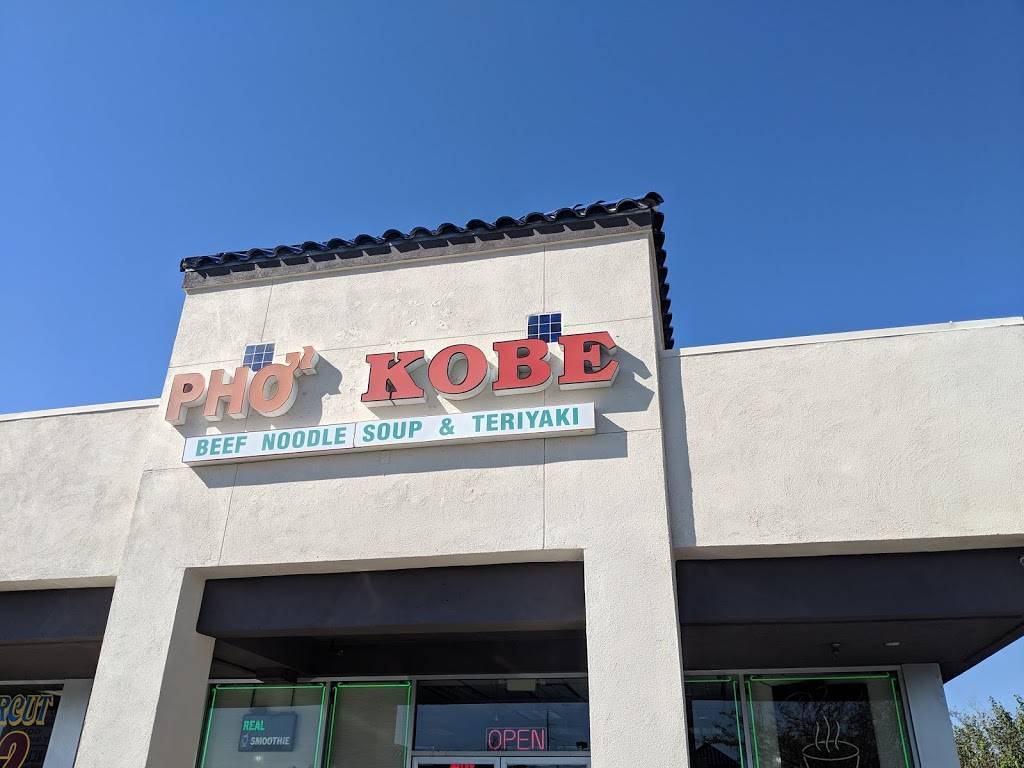 PHỞ KOBE
BEEF NOODLE SOUP & TERIYAKI
REAL
SMOOTHIE
OPEN